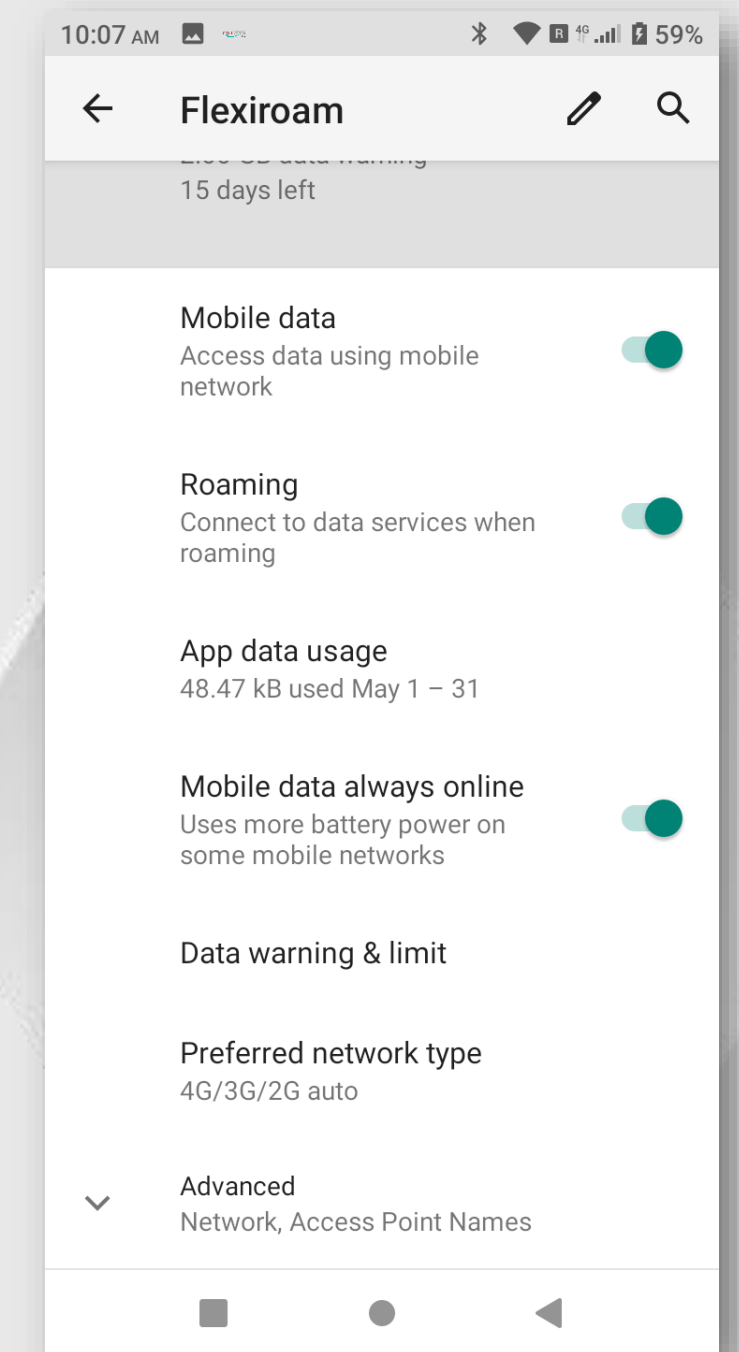 10:07 AM
R 4G 59%
Flexiroam
15 days left
Mobile data
Access data using mobile
network
Roaming
Connect to data services when
roaming
App data usage
48.47 kB used May 1 – 31
Mobile data always online
Uses more battery power on
some mobile networks
Data warning & limit
Preferred network type
4G/3G/2G auto
Advanced
Network, Access Point Names